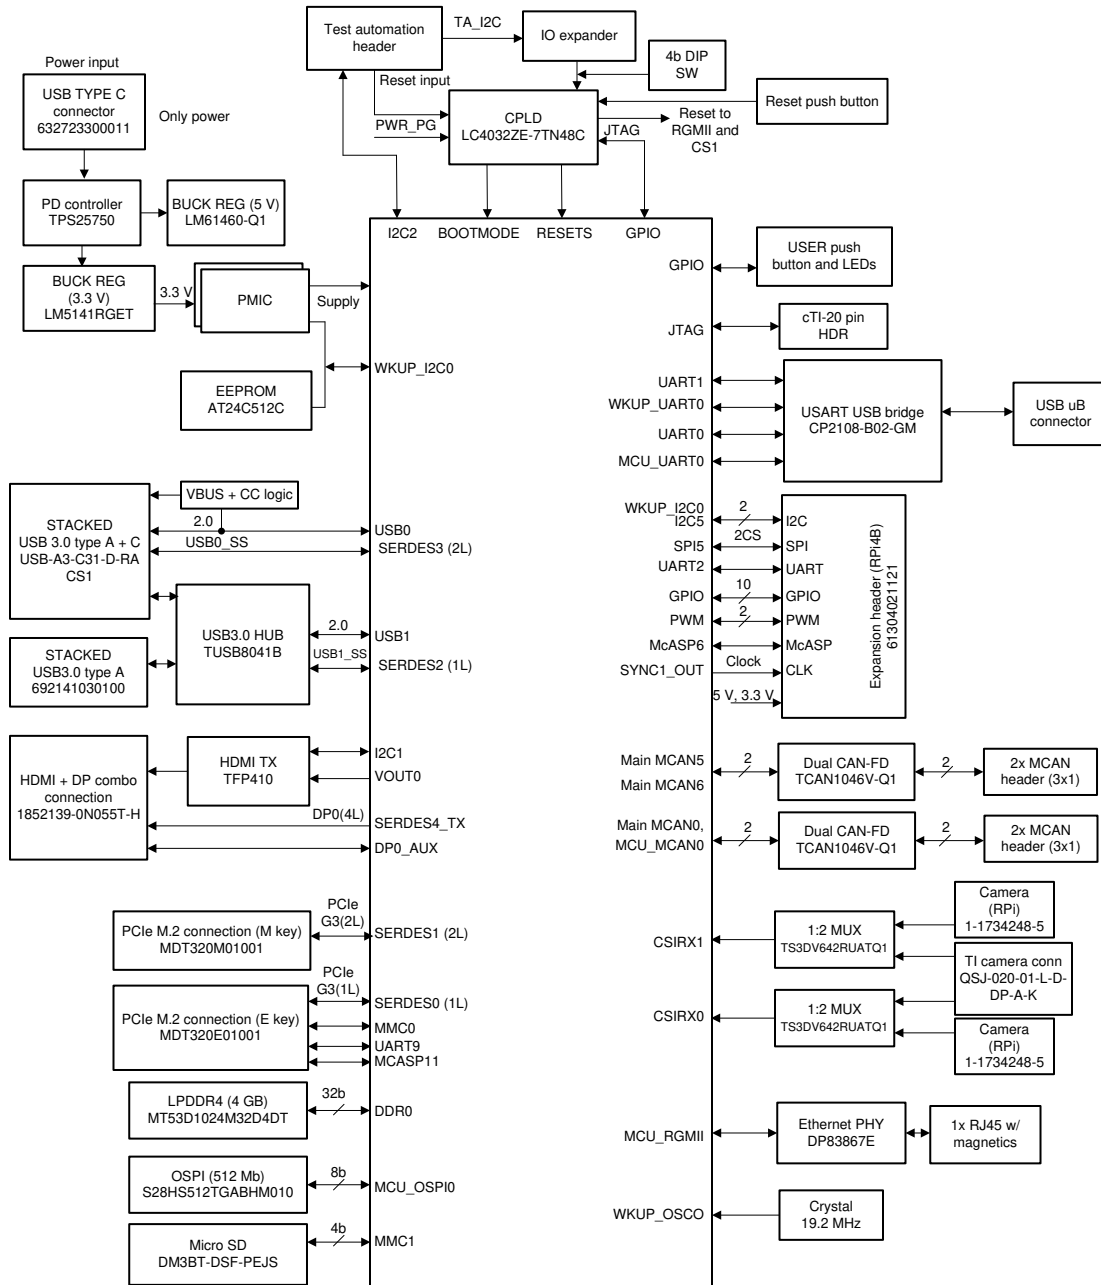 Test automation
header
TA_I2C
IO expander
4b DIP
SW
Power input
USB TYPE C
connector
632723300011
Only power
Reset input
CPLD
LC4032ZE-7TN48C
PWR_PG
JTAG
Reset to
RGMII and
CS1
Reset push button
PD controller
TPS25750
BUCK REG (5 V)
LM61460-Q1
BUCK REG
(3.3 V)
LM5141RGET
3.3 V
PMIC
Supply
EEPROM
AT24C512C
I2C2
BOOTMODE
RESETS
GPIO
WKUP_I2C0
GPIO
USER push
button and LEDs
JTAG
cTI-20 pin
HDR
UART1
WKUP_UART0
UART0
MCU_UART0
USART USB bridge
CP2108-B02-GM
USB uB
connector
VBUS + CC logic
STACKED
USB 3.0 type A + C
USB-A3-C31-D-RA
CS1
2.0
USB0_SS
USB0
SERDES3 (2L)
USB3.0 HUB
TUSB8041B
2.0
USB1_SS
USB1
SERDES2 (1L)
STACKED
USB3.0 type A
692141030100
WKUP_I2C0
I2C5
2
I2C
SPI5
2CS
SPI
UART2
UART
GPIO
10
GPIO
PWM
2
PWM
McASP6
McASP
SYNC1_OUT
Clock
CLK
5 V, 3.3 V
Expansion header (RPi4B)
61304021121
HDMI + DP combo
connection
1852139-0N055T-H
HDMI TX
TFP410
I2C1
VOUT0
DP0(4L)
SERDES4_TX
DP0_AUX
Main MCAN5
Main MCAN6
2
Dual CAN-FD
TCAN1046V-Q1
2
2x MCAN
header (3x1)
Main MCAN0,
MCU_MCAN0
2
Dual CAN-FD
TCAN1046V-Q1
2
2x MCAN
header (3x1)
PCIe M.2 connection (M key)
MDT320M01001
PCIe
G3(2L)
SERDES1 (2L)
PCIe M.2 connection (E key)
MDT320E01001
PCIe
G3(1L)
SERDES0 (1L)
MMC0
UART9
MCASP11
CSIRX1
1:2 MUX
TS3DV642RUATQ1
Camera
(RPi)
1-1734248-5
TI camera conn
QSJ-020-01-L-D-
DP-A-K
CSIRX0
1:2 MUX
TS3DV642RUATQ1
Camera
(RPi)
1-1734248-5
LPDDR4 (4 GB)
MT53D1024M32D4DT
32b
DDR0
OSPI (512 Mb)
S28HS512TGABHM010
8b
MCU_OSPI0
Micro SD
DM3BT-DSF-PEJS
4b
MMC1
MCU_RGMII
Ethernet PHY
DP83867E
1x RJ45 w/
magnetics
WKUP_OSCO
Crystal
19.2 MHz